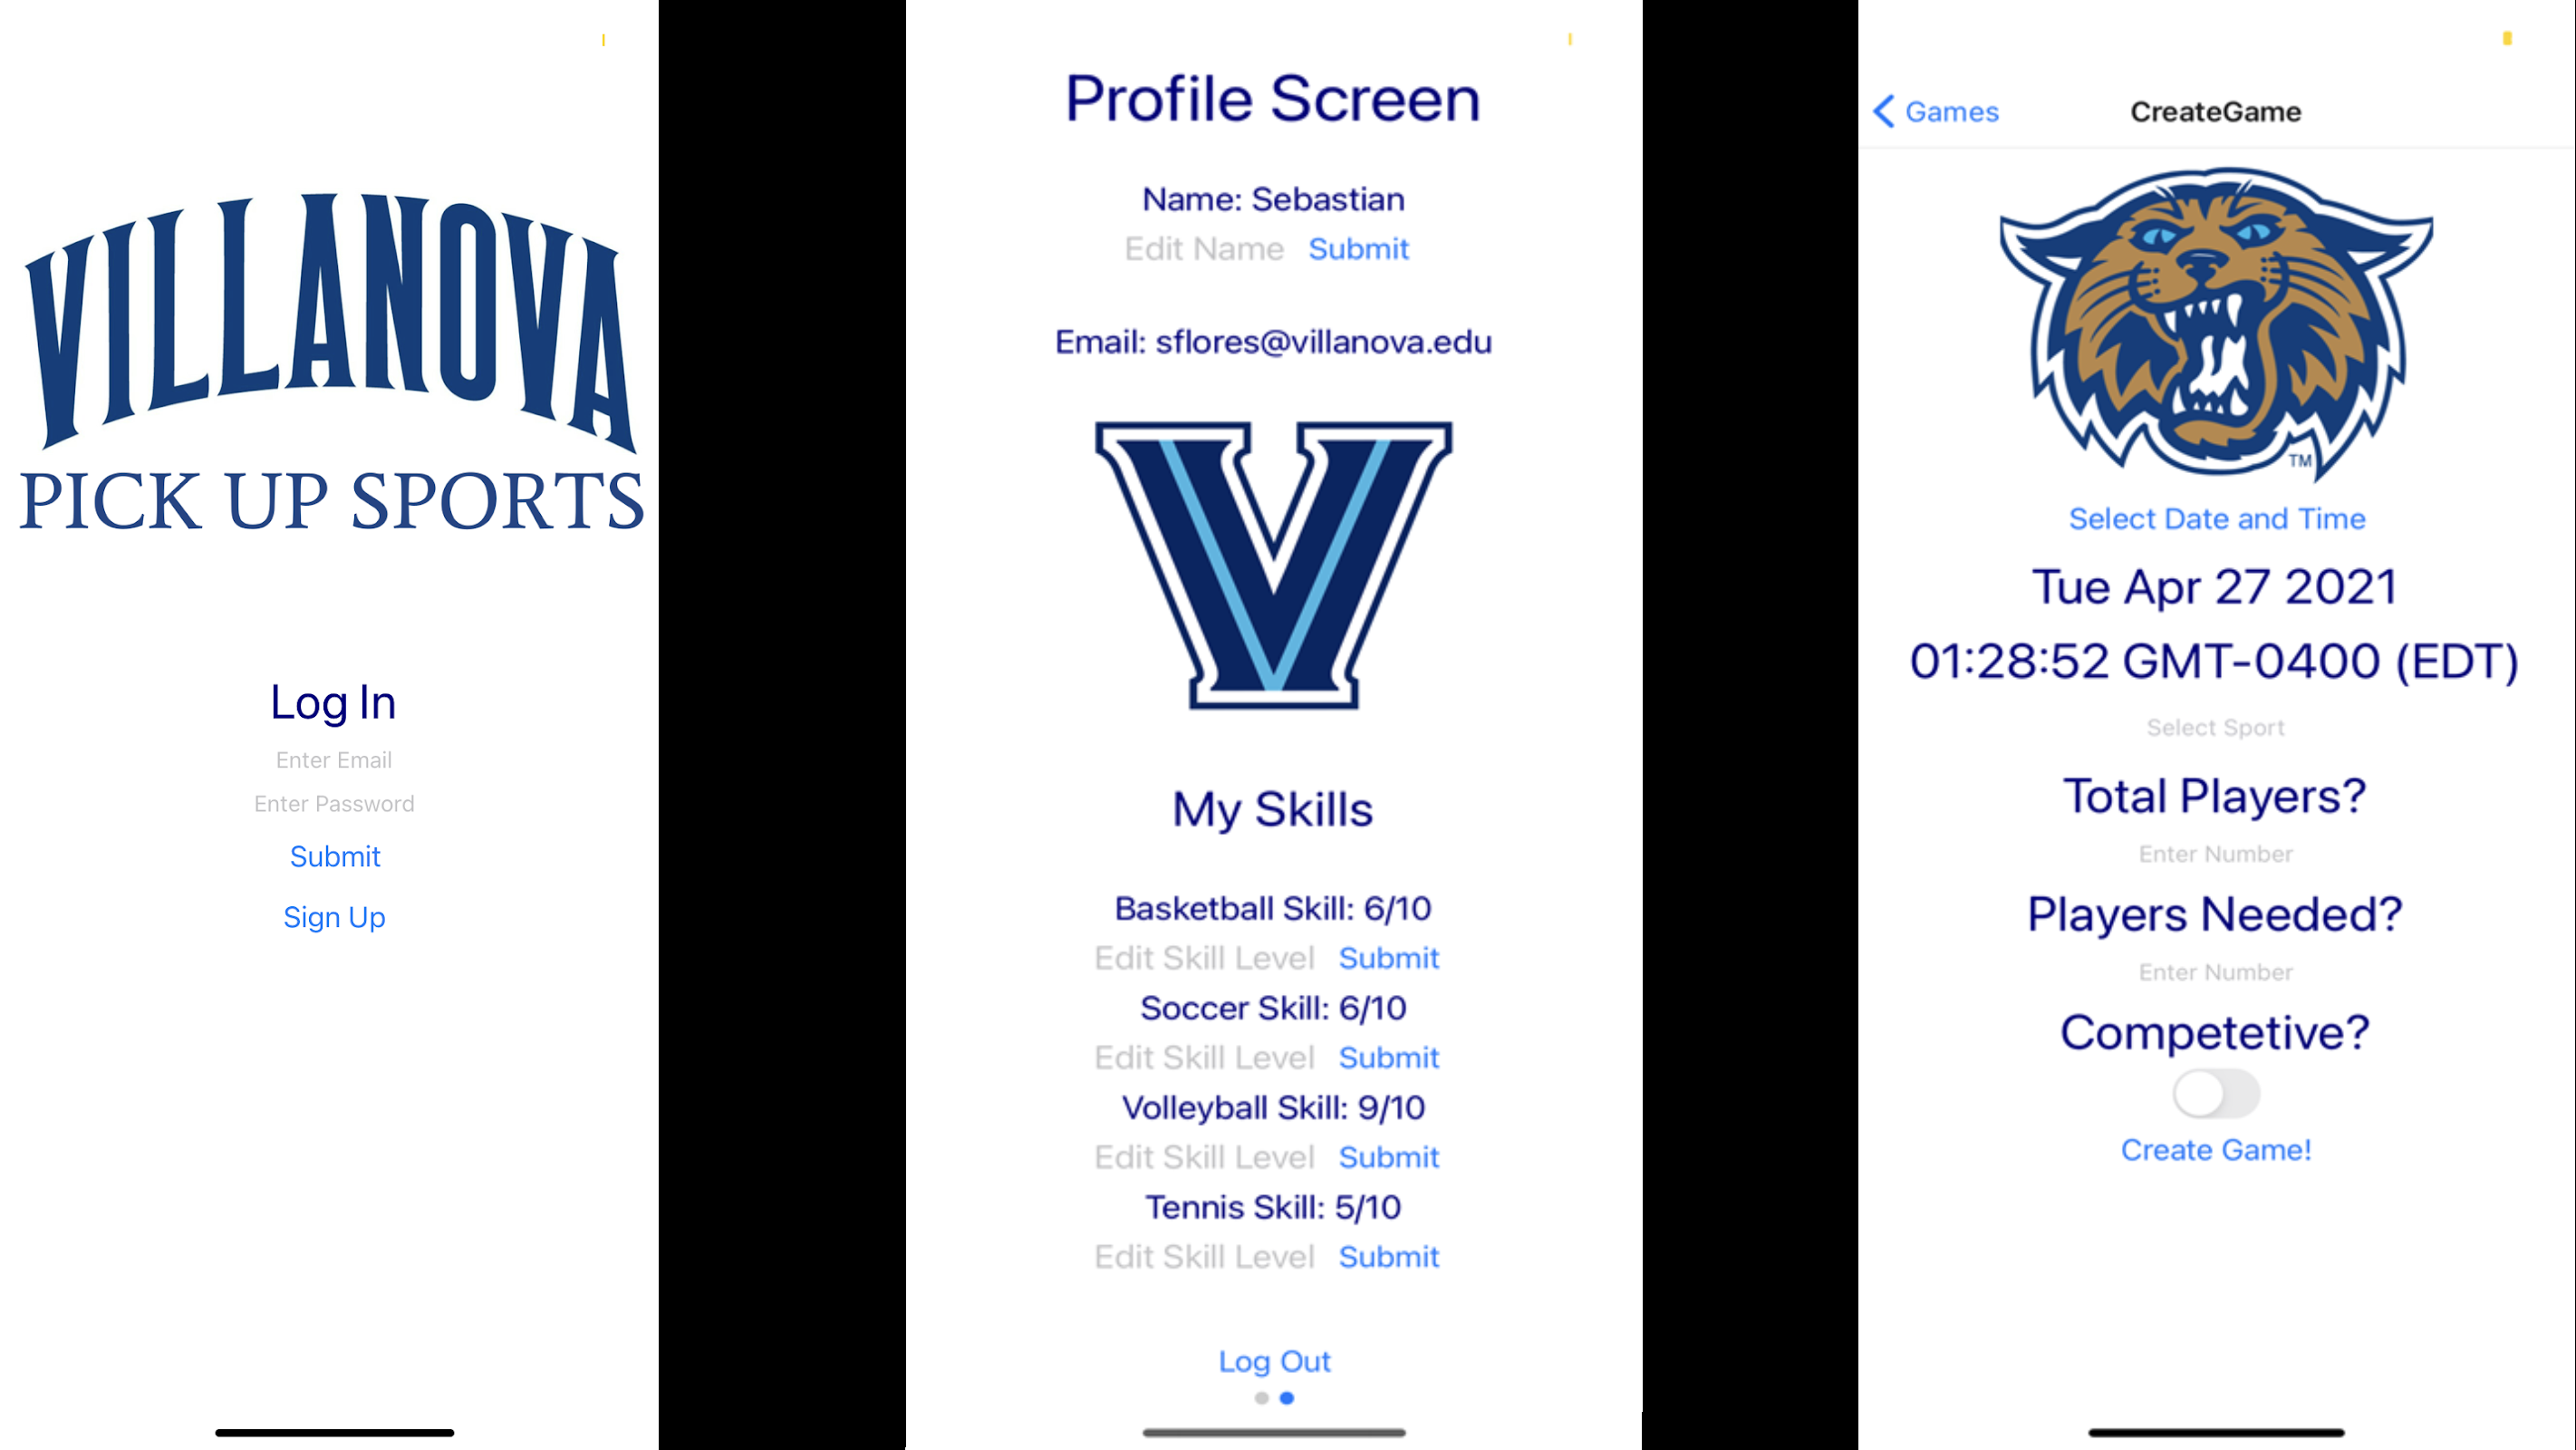 VILLANOVA
PICK UP SPORTS
Log In
Enter Email
Enter Password
Submit
Sign Up
Profile Screen
Name: Sebastian
Edit Name Submit
Email: sflores@villanova.edu
V
My Skills
Basketball Skill: 6/10
Edit Skill Level Submit
Soccer Skill: 6/10
Edit Skill Level Submit
Volleyball Skill: 9/10
Edit Skill Level Submit
Tennis Skill: 5/10
Edit Skill Level Submit
Log Out
Games CreateGame
TM
Select Date and Time
Tue Apr 27 2021
01:28:52 GMT-0400 (EDT)
Select Sport
Total Players?
Enter Number
Players Needed?
Enter Number
Competetive?
Create Game!